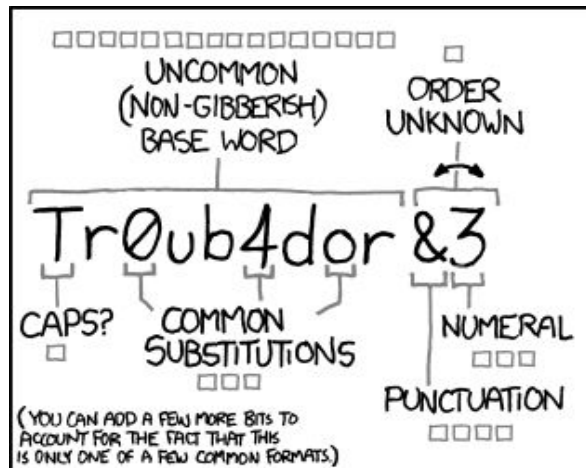 UNCOMMON
(NON-GIBBERISH)
BASE WORD
ORDER
UNKNOWN
Tr0ub4dor &3
CAPS?
COMMON
SUBSTITUTIONS
NUMERAL
PUNCTUATION
(YOU CAN ADD A FEW MORE BITS TO
ACCOUNT FOR THE FACT THAT THIS
IS ONLY ONE OF A FEW COMMON FORMATS.)